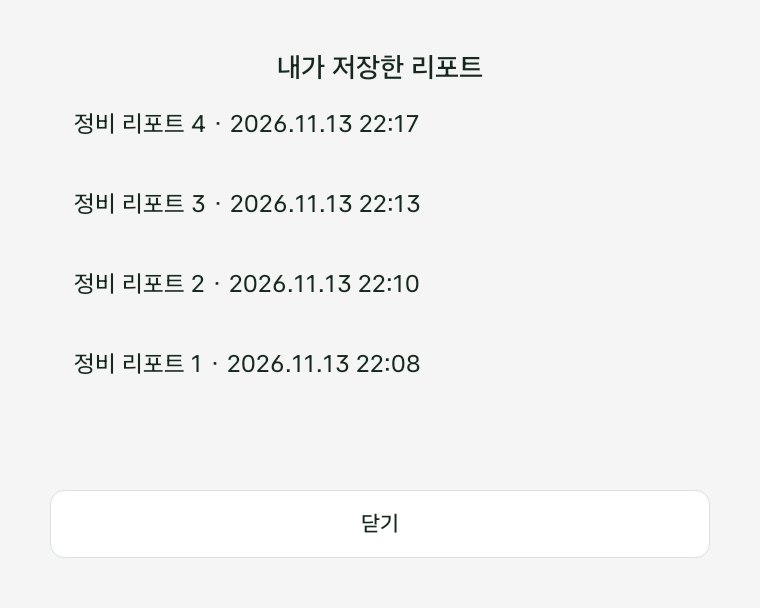 내가 저장한 리포트
정비 리포트 4 · 2026.11.13 22:17
정비 리포트 3 · 2026.11.13 22:13
정비 리포트 2 · 2026.11.13 22:10
정비 리포트 1 · 2026.11.13 22:08
닫기